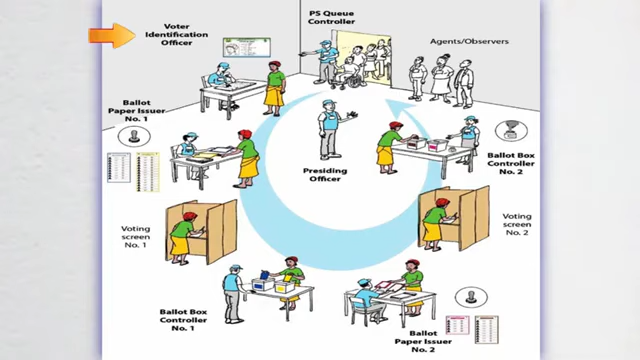 PS Queue
Controller
Voter
Identification
Officer
Agents/Observers
Ballot
Paper Issuer
No. 1
Presiding
Officer
Ballot Box
Controller
No. 2
Voting
screen
No. 1
Voting
screen
No. 2
Ballot Box
Controller
No. 1
Ballot
Paper Issuer
No. 2